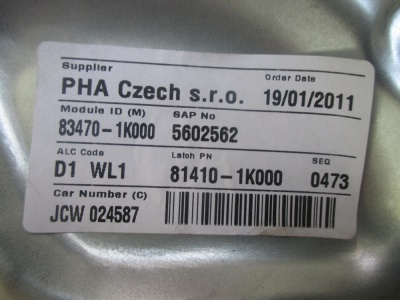 Supplier Order Date
PHA Czech s.r.o. 19/01/2011
Module ID (M) SAP No
83470-1K000 5602562
ALC Code Latch PN SEQ
D1 WL1 81410-1K000 0473
Car Number (C)
JCW 024587